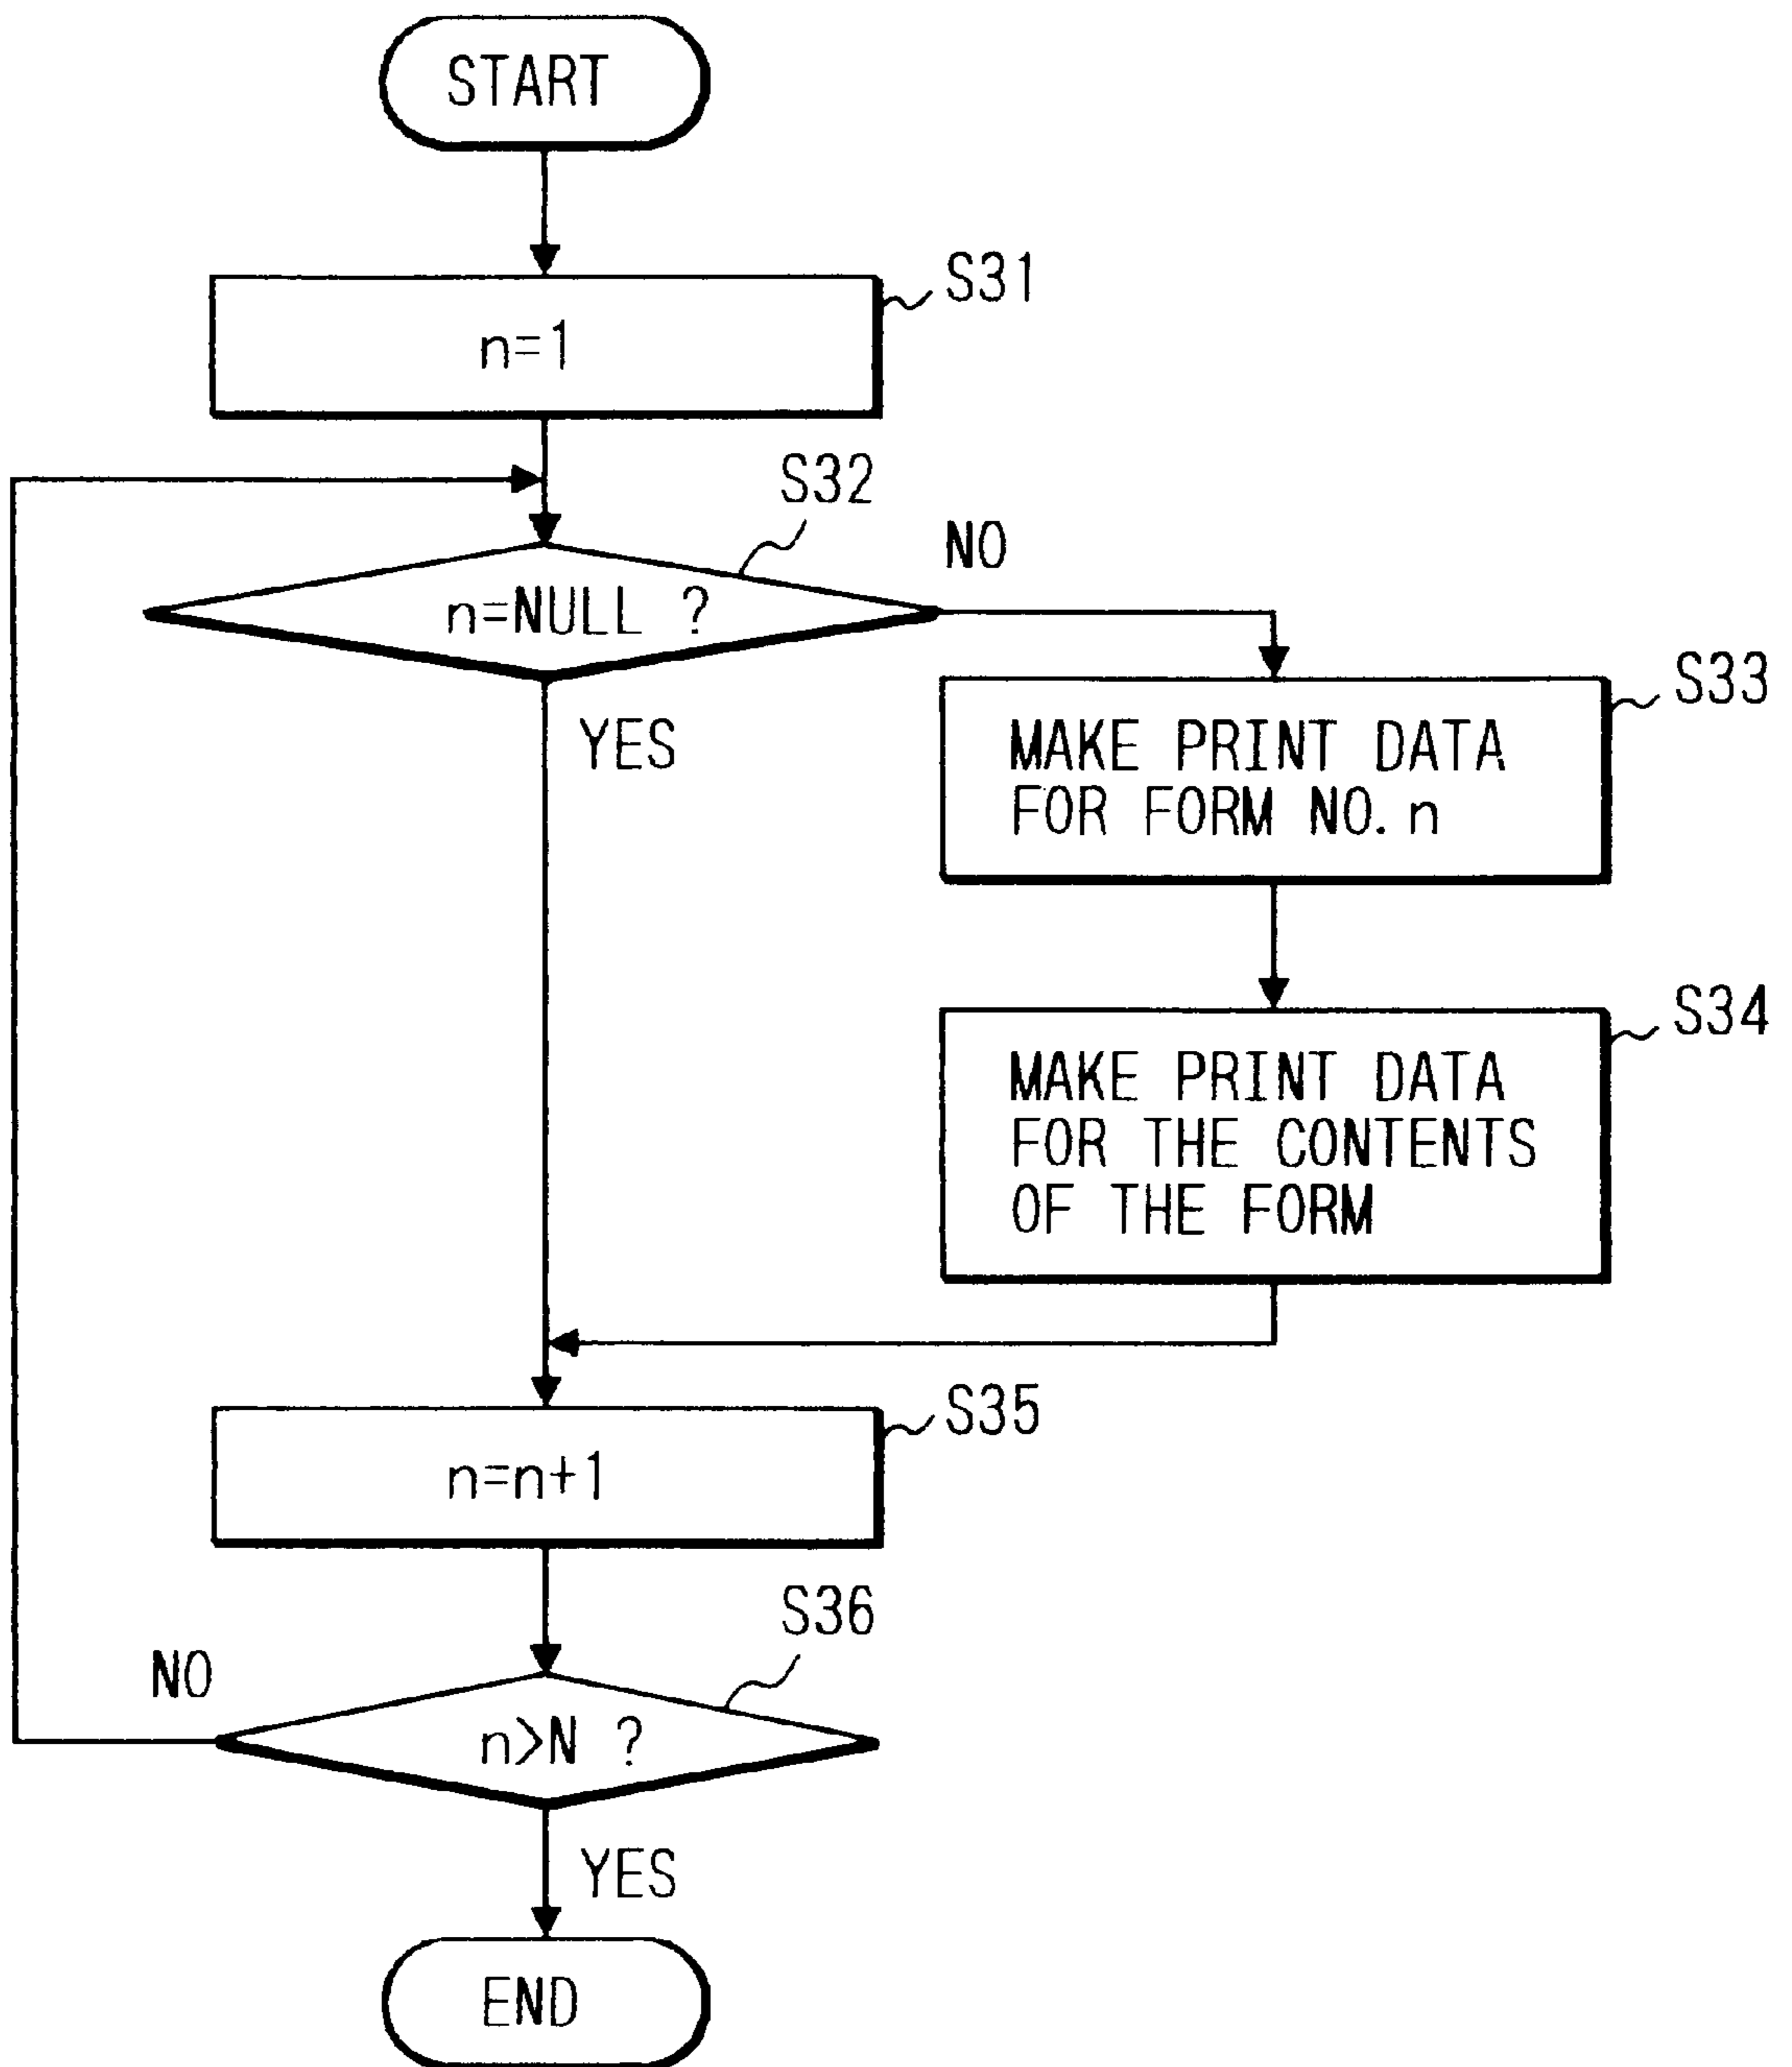 START
S31
n=1
S32
NO
n=NULL ?
YES
S33
MAKE PRINT DATA
FOR FORM NO. n
S34
MAKE PRINT DATA
FOR THE CONTENTS
OF THE FORM
S35
n=n+1
S36
NO
n>N ?
YES
END